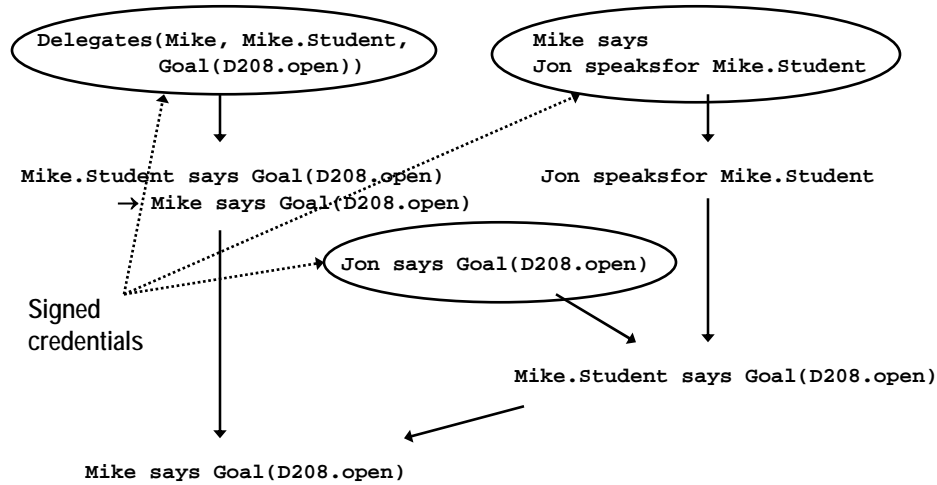 Delegates(Mike, Mike.Student,
Goal(D208.open))
Mike says
Jon speaksfor Mike.Student
Mike.Student says Goal(D208.open)
→ Mike says Goal(D208.open)
Jon speaksfor Mike.Student
Jon says Goal(D208.open)
Signed
credentials
Mike.Student says Goal(D208.open)
Mike says Goal(D208.open)